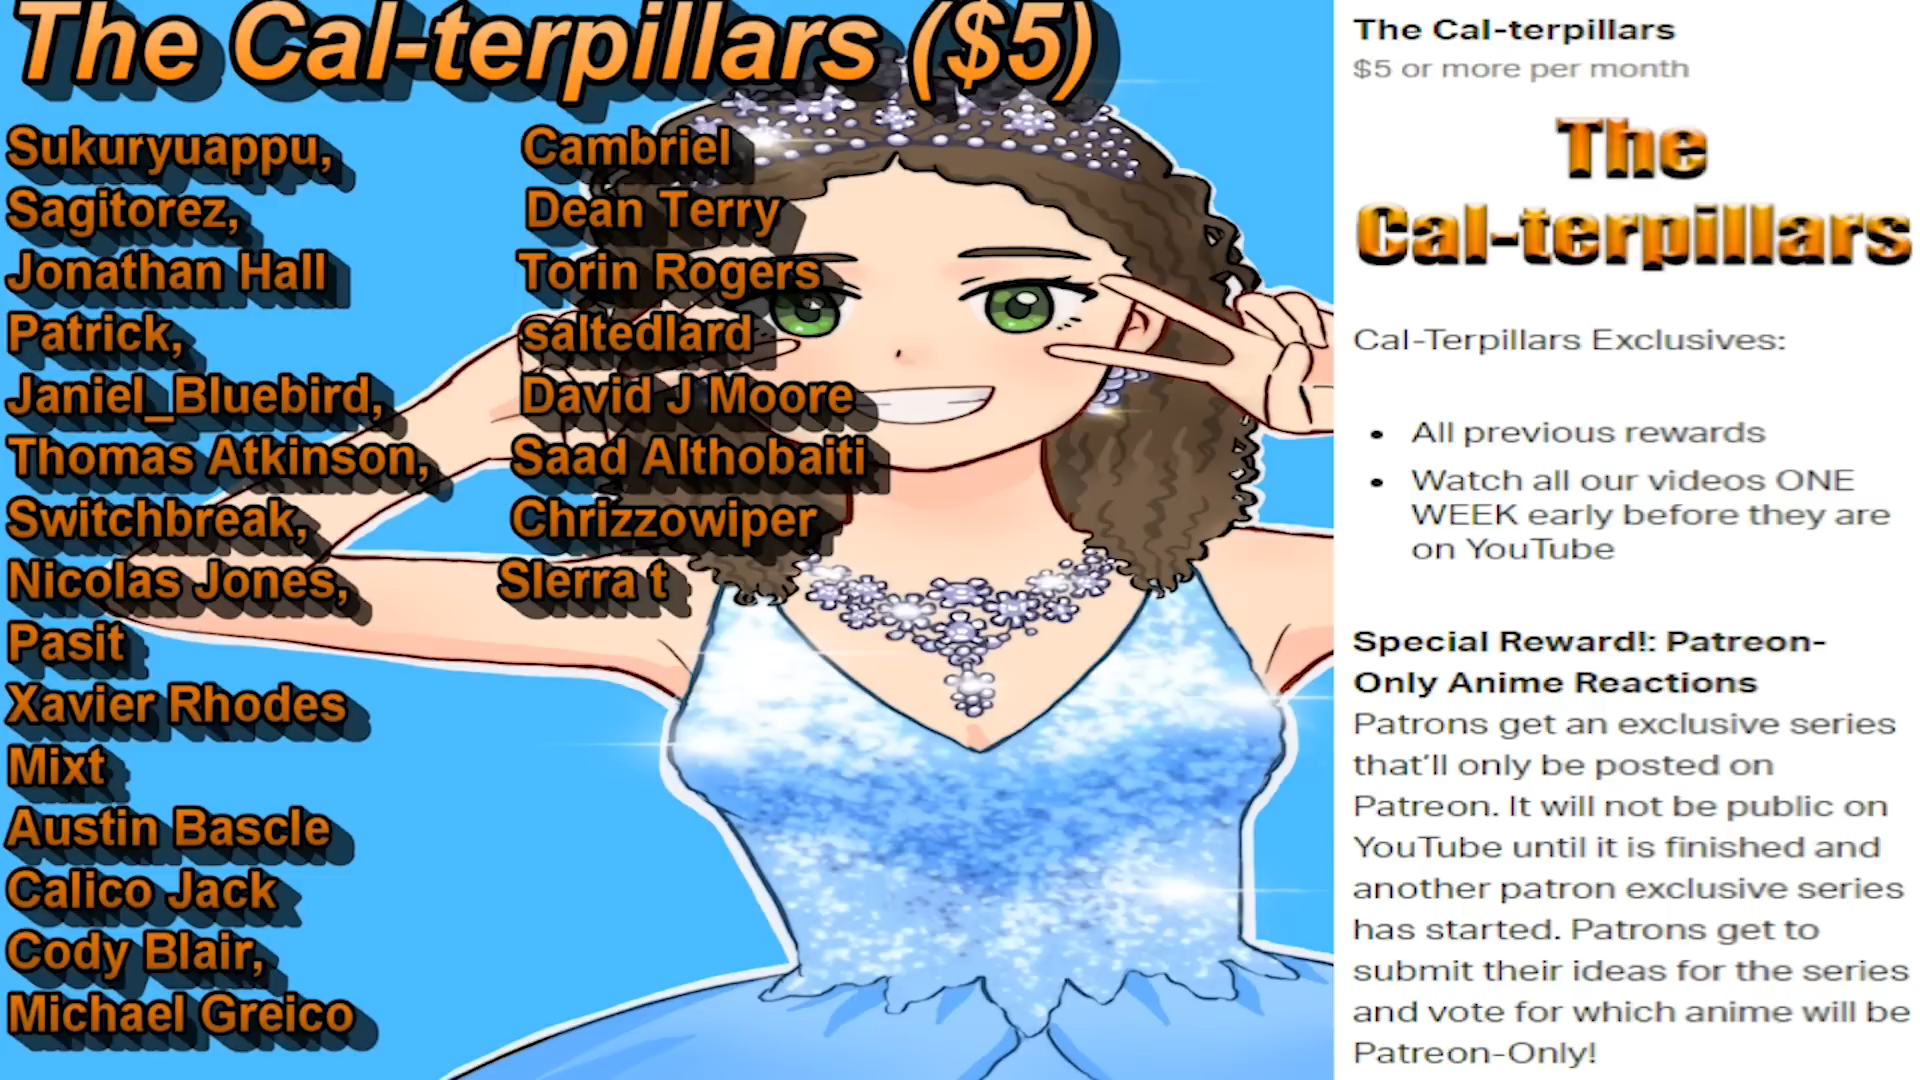 The Cal-terpillars ($5)
Sukuryuappu,
Sagitorez,
Jonathan Hall
Patrick,
Janiel_Bluebird,
Thomas Atkinson,
Switchbreak,
Nicolas Jones,
Pasit
Xavier Rhodes
Mixt
Austin Bascle
Calico Jack
Cody Blair,
Michael Greico
Cambriel
Dean Terry
Torin Rogers
saltedlard
David J Moore
Saad Althobaiti
Chrizzowiper
SIerra t
The Cal-terpillars
$5 or more per month
The
Cal-terpillars
Cal-Terpillars Exclusives:
• All previous rewards
• Watch all our videos ONE
WEEK early before they are
on YouTube
Special Reward!: Patreon-
Only Anime Reactions
Patrons get an exclusive series
that'll only be posted on
Patreon. It will not be public on
YouTube until it is finished and
another patron exclusive series
has started. Patrons get to
submit their ideas for the series
and vote for which anime will be
Patreon-Only!